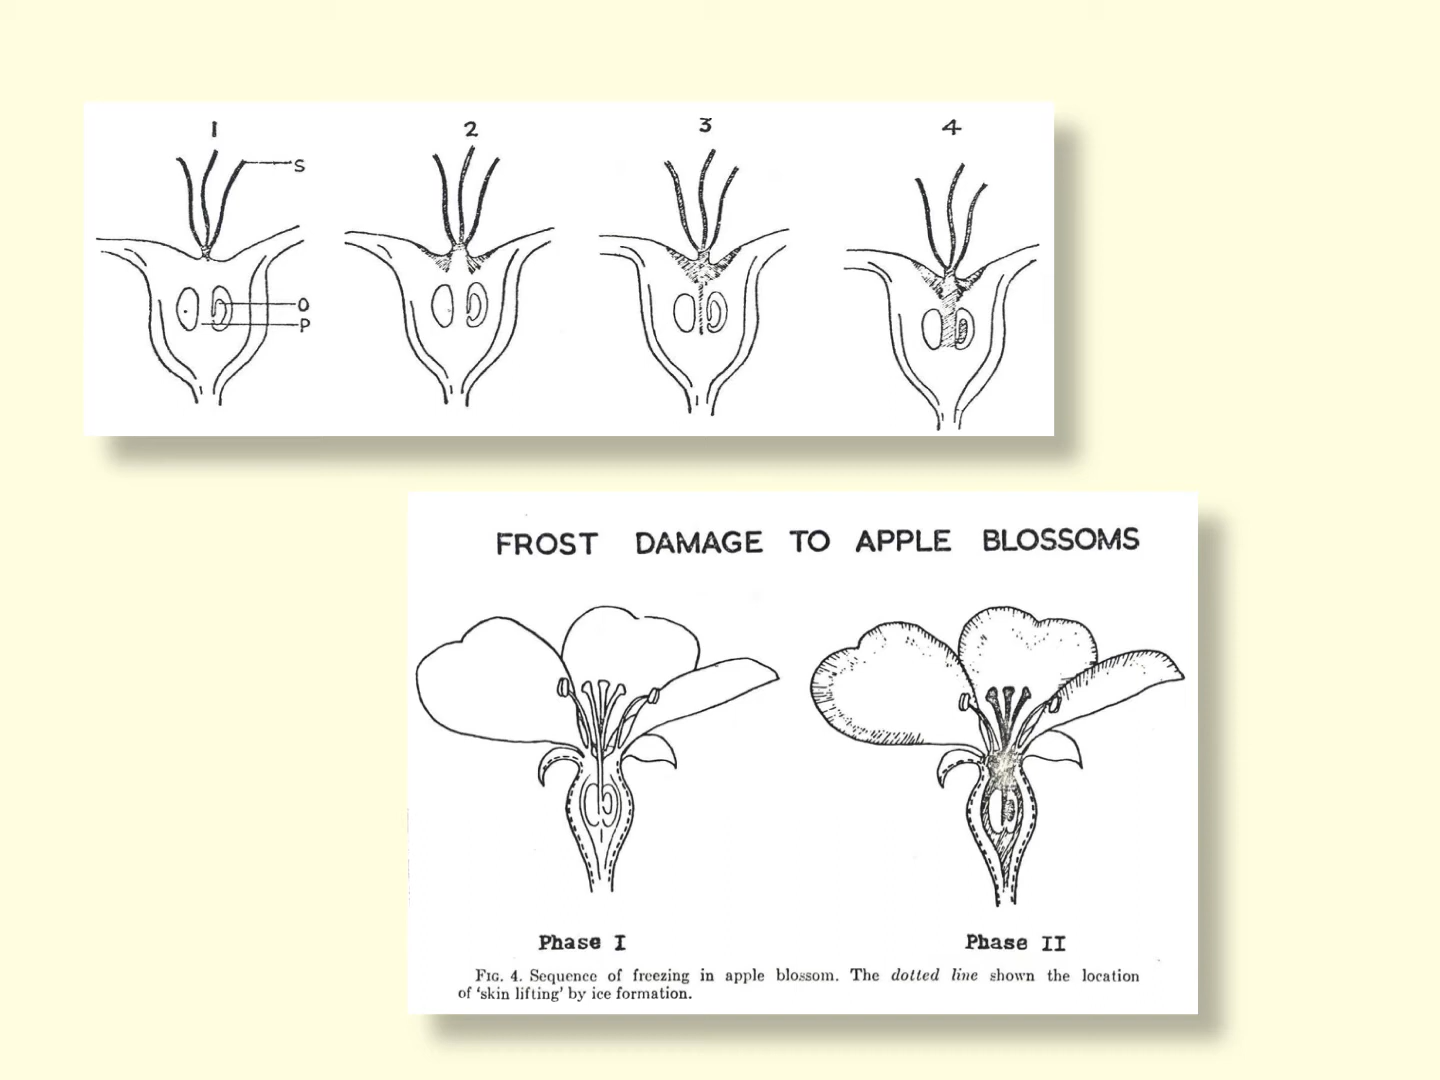 1 2 3 4
S
O
P
FROST DAMAGE TO APPLE BLOSSOMS
Phase I Phase II
FIG. 4. Sequence of freezing in apple blossom. The dotted line shown the location
of 'skin lifting' by ice formation.